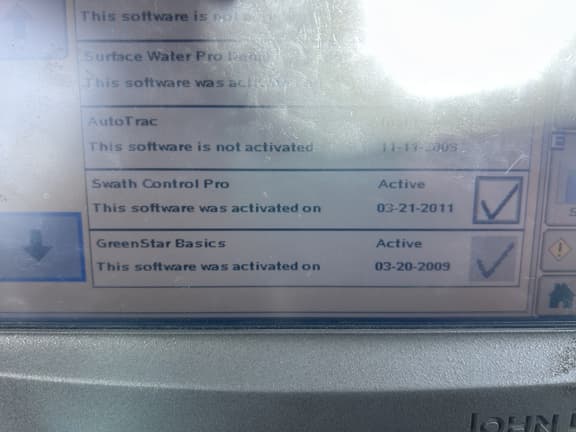 This software is not
Surface Water Pro
This software was
AutoTrac
This software is not activated
Swath Control Pro Active
This software was activated on 03-21-2011
GreenStar Basics Active
This software was activated on 03-20-2009
JOHN